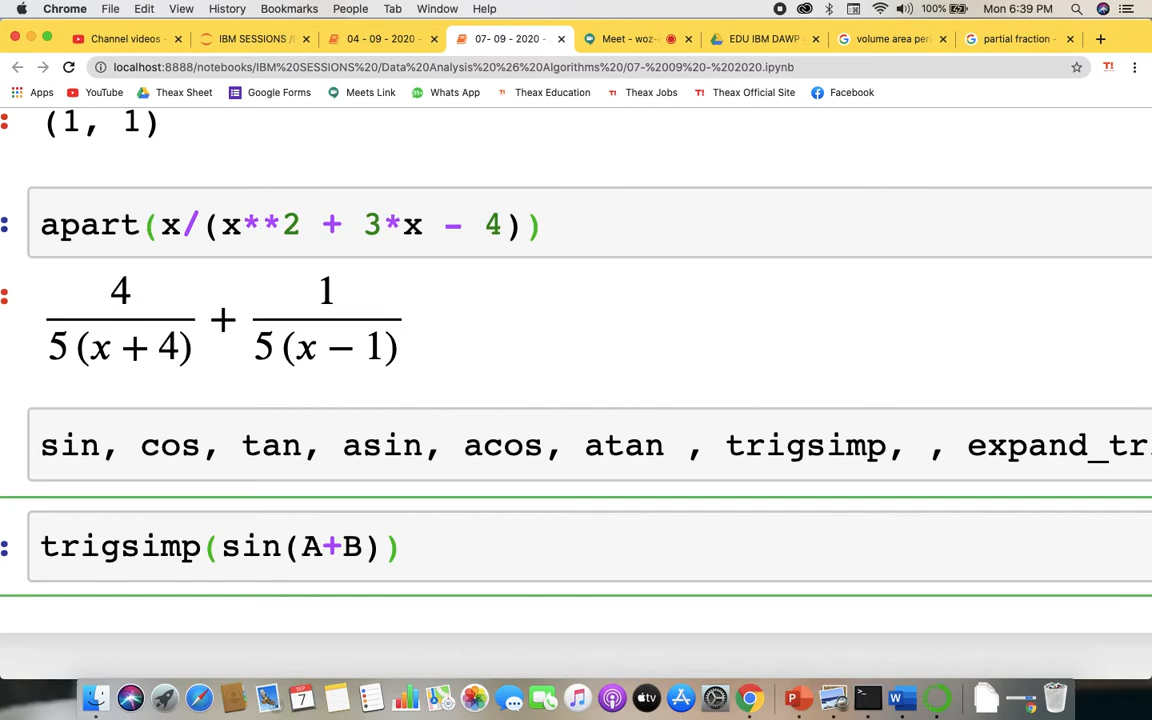 Chrome File Edit View History Bookmarks People Tab Window Help 100% Mon 6:39 PM
Channel videos - IBM SESSIONS / 04 - 09 - 2020 - 07- 09 - 2020 - Meet - woz- EDU IBM DAWP - volume area peri partial fraction -
localhost:8888/notebooks/IBM%20SESSIONS%20/Data%20Analysis%20%26%20Algorithms%20/07-%2009%20-%202020.ipynb
Apps YouTube Theax Sheet Google Forms Meets Link Whats App Theax Education Theax Jobs Theax Official Site Facebook
(1, 1)
apart(x/(x**2 + 3*x - 4))
4 1
+
5 (x + 4) 5 (x − 1)
sin, cos, tan, asin, acos, atan , trigsimp, , expand_tri
trigsimp(sin(A+B))